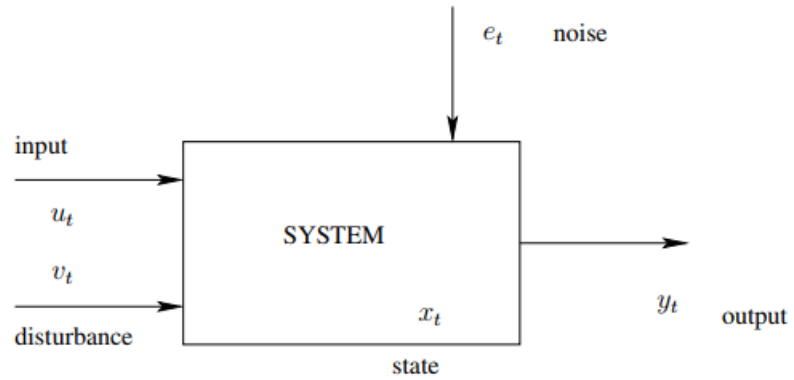 e_t noise
input
u_t
SYSTEM
v_t
x_t
y_t output
disturbance
state